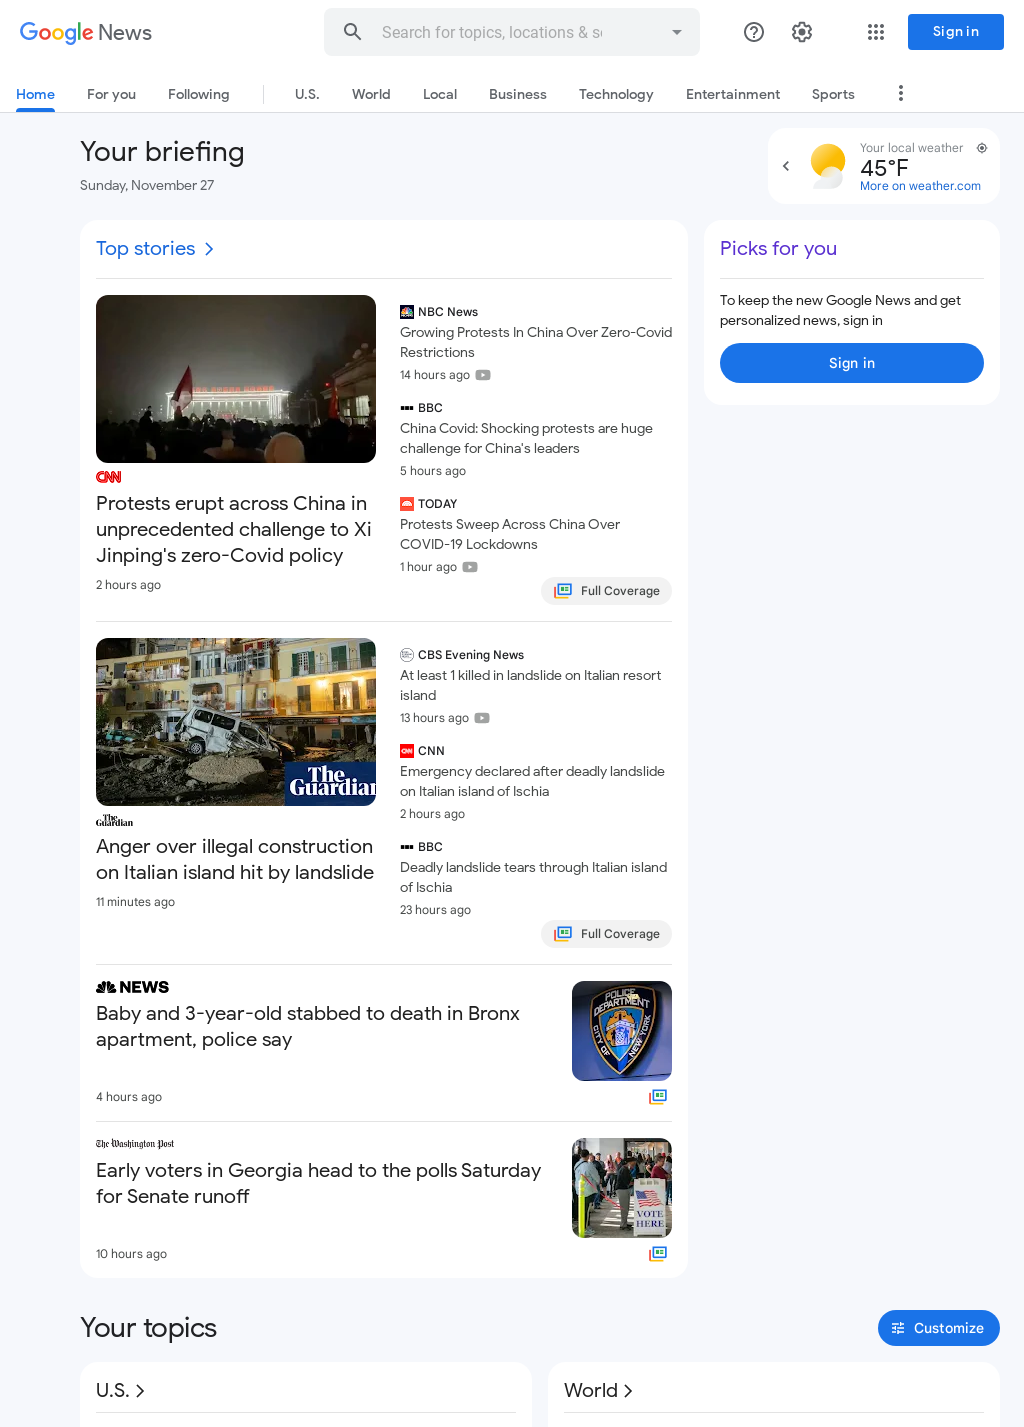 Google News
Search for topics, locations & so
Sign in
Home
For you
Following
U.S.
World
Local
Business
Technology
Entertainment
Sports
Your briefing
Sunday, November 27
Your local weather
45°F
More on weather.com
Top stories
CNN
Protests erupt across China in
unprecedented challenge to Xi
Jinping's zero-Covid policy
2 hours ago
NBC News
Growing Protests In China Over Zero-Covid
Restrictions
14 hours ago
BBC
China Covid: Shocking protests are huge
challenge for China's leaders
5 hours ago
TODAY
Protests Sweep Across China Over
COVID-19 Lockdowns
1 hour ago
Full Coverage
Picks for you
To keep the new Google News and get
personalized news, sign in
Sign in
The
Guardian
The
Guardian
Anger over illegal construction
on Italian island hit by landslide
11 minutes ago
CBS Evening News
At least 1 killed in landslide on Italian resort
island
13 hours ago
CNN
CNN
Emergency declared after deadly landslide
on Italian island of Ischia
2 hours ago
BBC
Deadly landslide tears through Italian island
of Ischia
23 hours ago
Full Coverage
NEWS
Baby and 3-year-old stabbed to death in Bronx
apartment, police say
4 hours ago
POLICE
DEPARTMENT
CITY OF NEW YORK
The Washington Post
Early voters in Georgia head to the polls Saturday
for Senate runoff
10 hours ago
VOTE
HERE
Your topics
Customize
U.S.
World